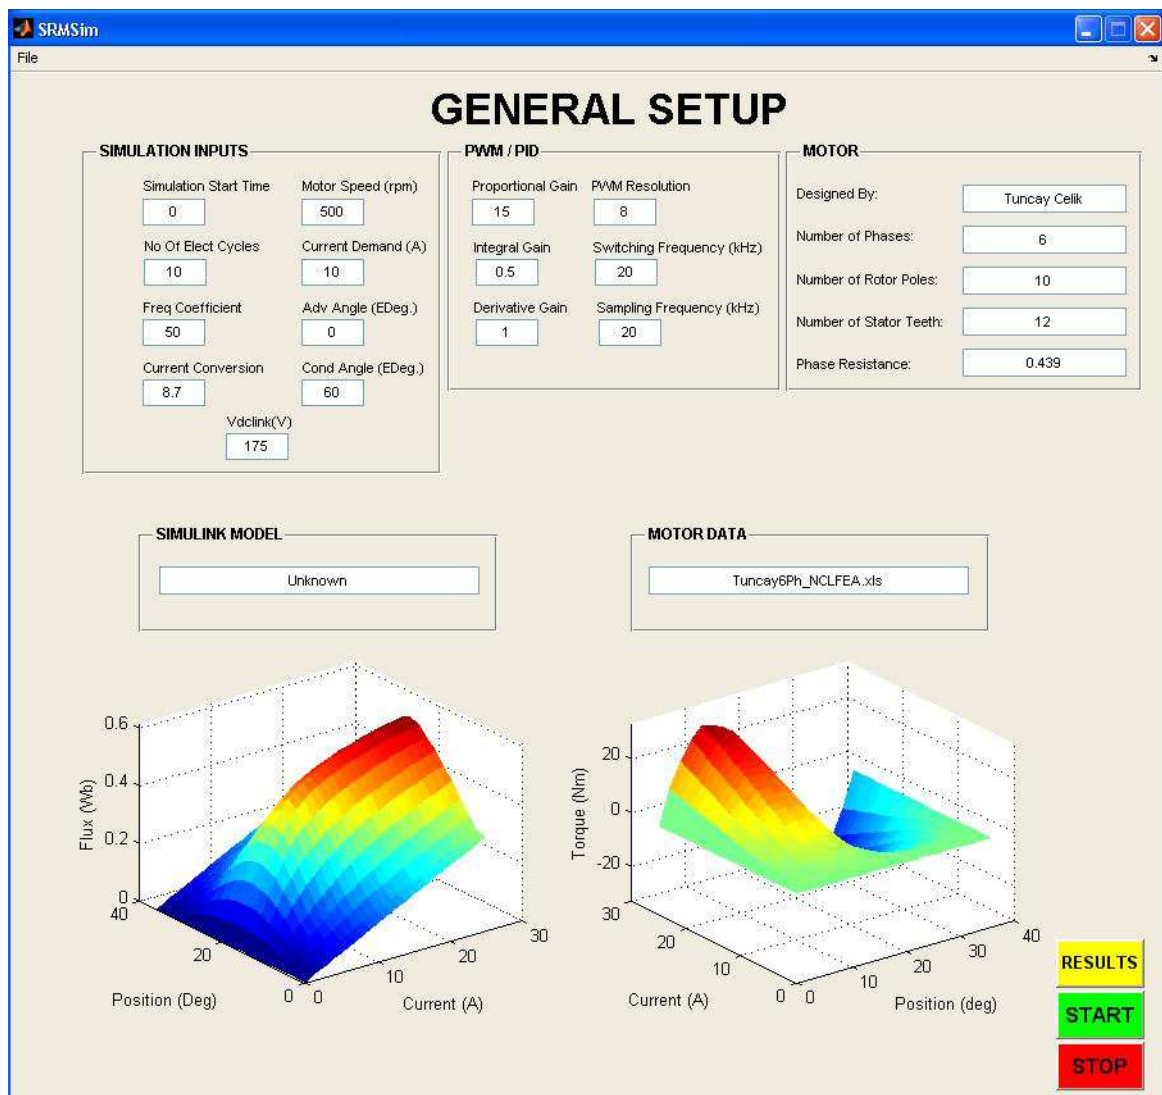 SRMSim
File
GENERAL SETUP
SIMULATION INPUTS
Simulation Start Time
0
Motor Speed (rpm)
500
No Of Elect Cycles
10
Current Demand (A)
10
Freq Coefficient
50
Adv Angle (EDeg.)
0
Current Conversion
8.7
Cond Angle (EDeg.)
60
Vdclink(V)
175
PWM / PID
Proportional Gain
15
PWM Resolution
8
Integral Gain
0.5
Switching Frequency (kHz)
20
Derivative Gain
1
Sampling Frequency (kHz)
20
MOTOR
Designed By: Tuncay Celik
Number of Phases: 6
Number of Rotor Poles: 10
Number of Stator Teeth: 12
Phase Resistance: 0.439
SIMULINK MODEL
Unknown
MOTOR DATA
Tuncay6Ph_NCLFEA.xls
Flux (Wb)
0.6
0.4
0.2
0
40
20
0
Position (Deg)
0
10
20
30
Current (A)
Torque (Nm)
20
0
-20
30
20
10
0
Current (A)
0
10
20
30
40
Position (deg)
RESULTS
START
STOP